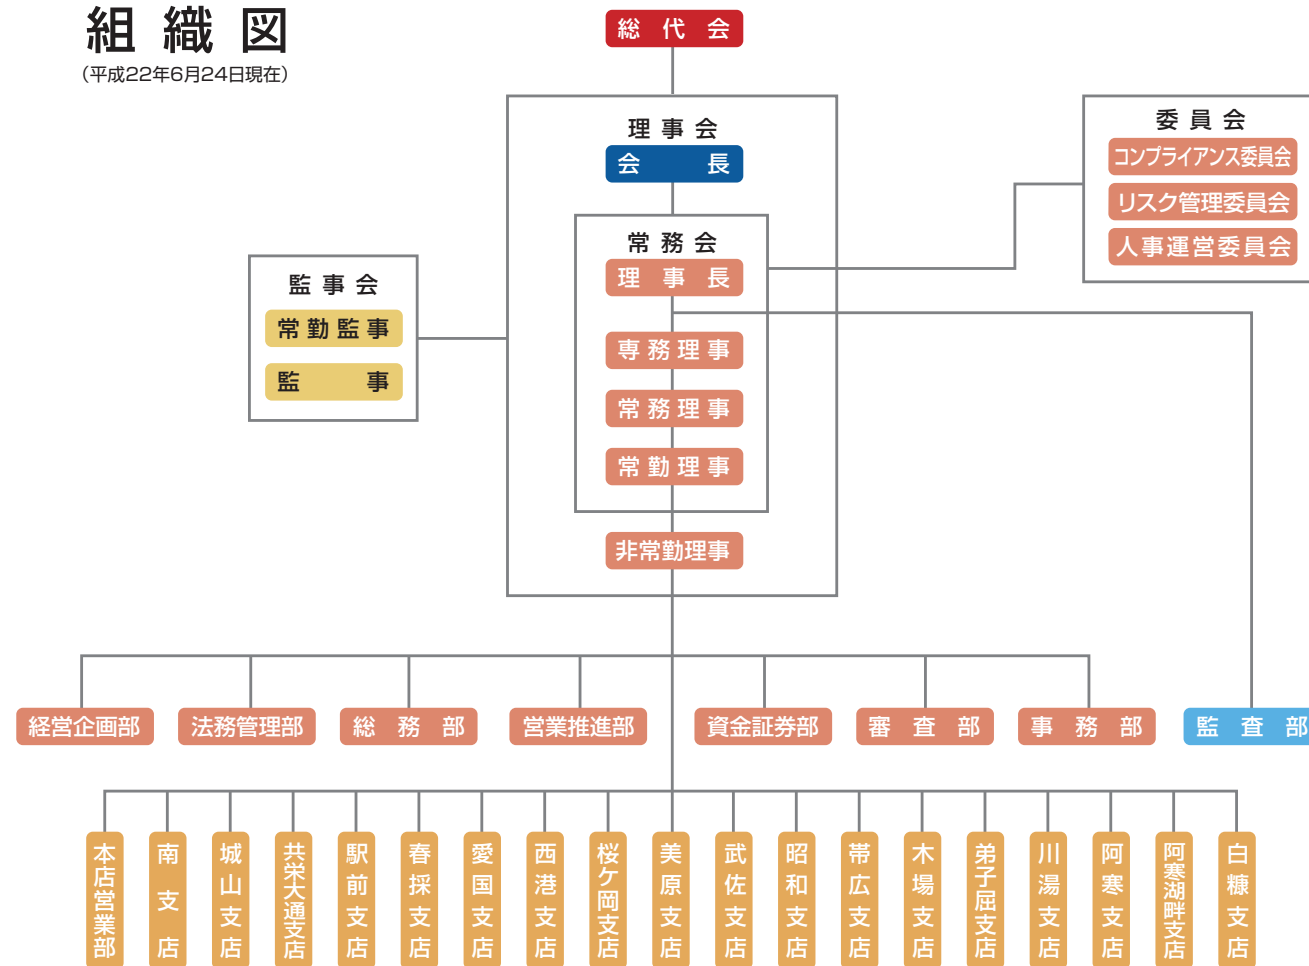 組織図
(平成22年6月24日現在)
総代会
理事会
会長
常務会
理事長
専務理事
常務理事
常勤理事
非常勤理事
監事会
常勤監事
監事
委員会
コンプライアンス委員会
リスク管理委員会
人事運営委員会
経営企画部
法務管理部
総務部
営業推進部
資金証券部
審査部
事務部
監査部
本店営業部
南支店
城山支店
共栄大通支店
駅前支店
春採支店
愛国支店
西港支店
桜ケ岡支店
美原支店
武佐支店
昭和支店
帯広支店
木場支店
弟子屈支店
川湯支店
阿寒支店
阿寒湖畔支店
白糠支店